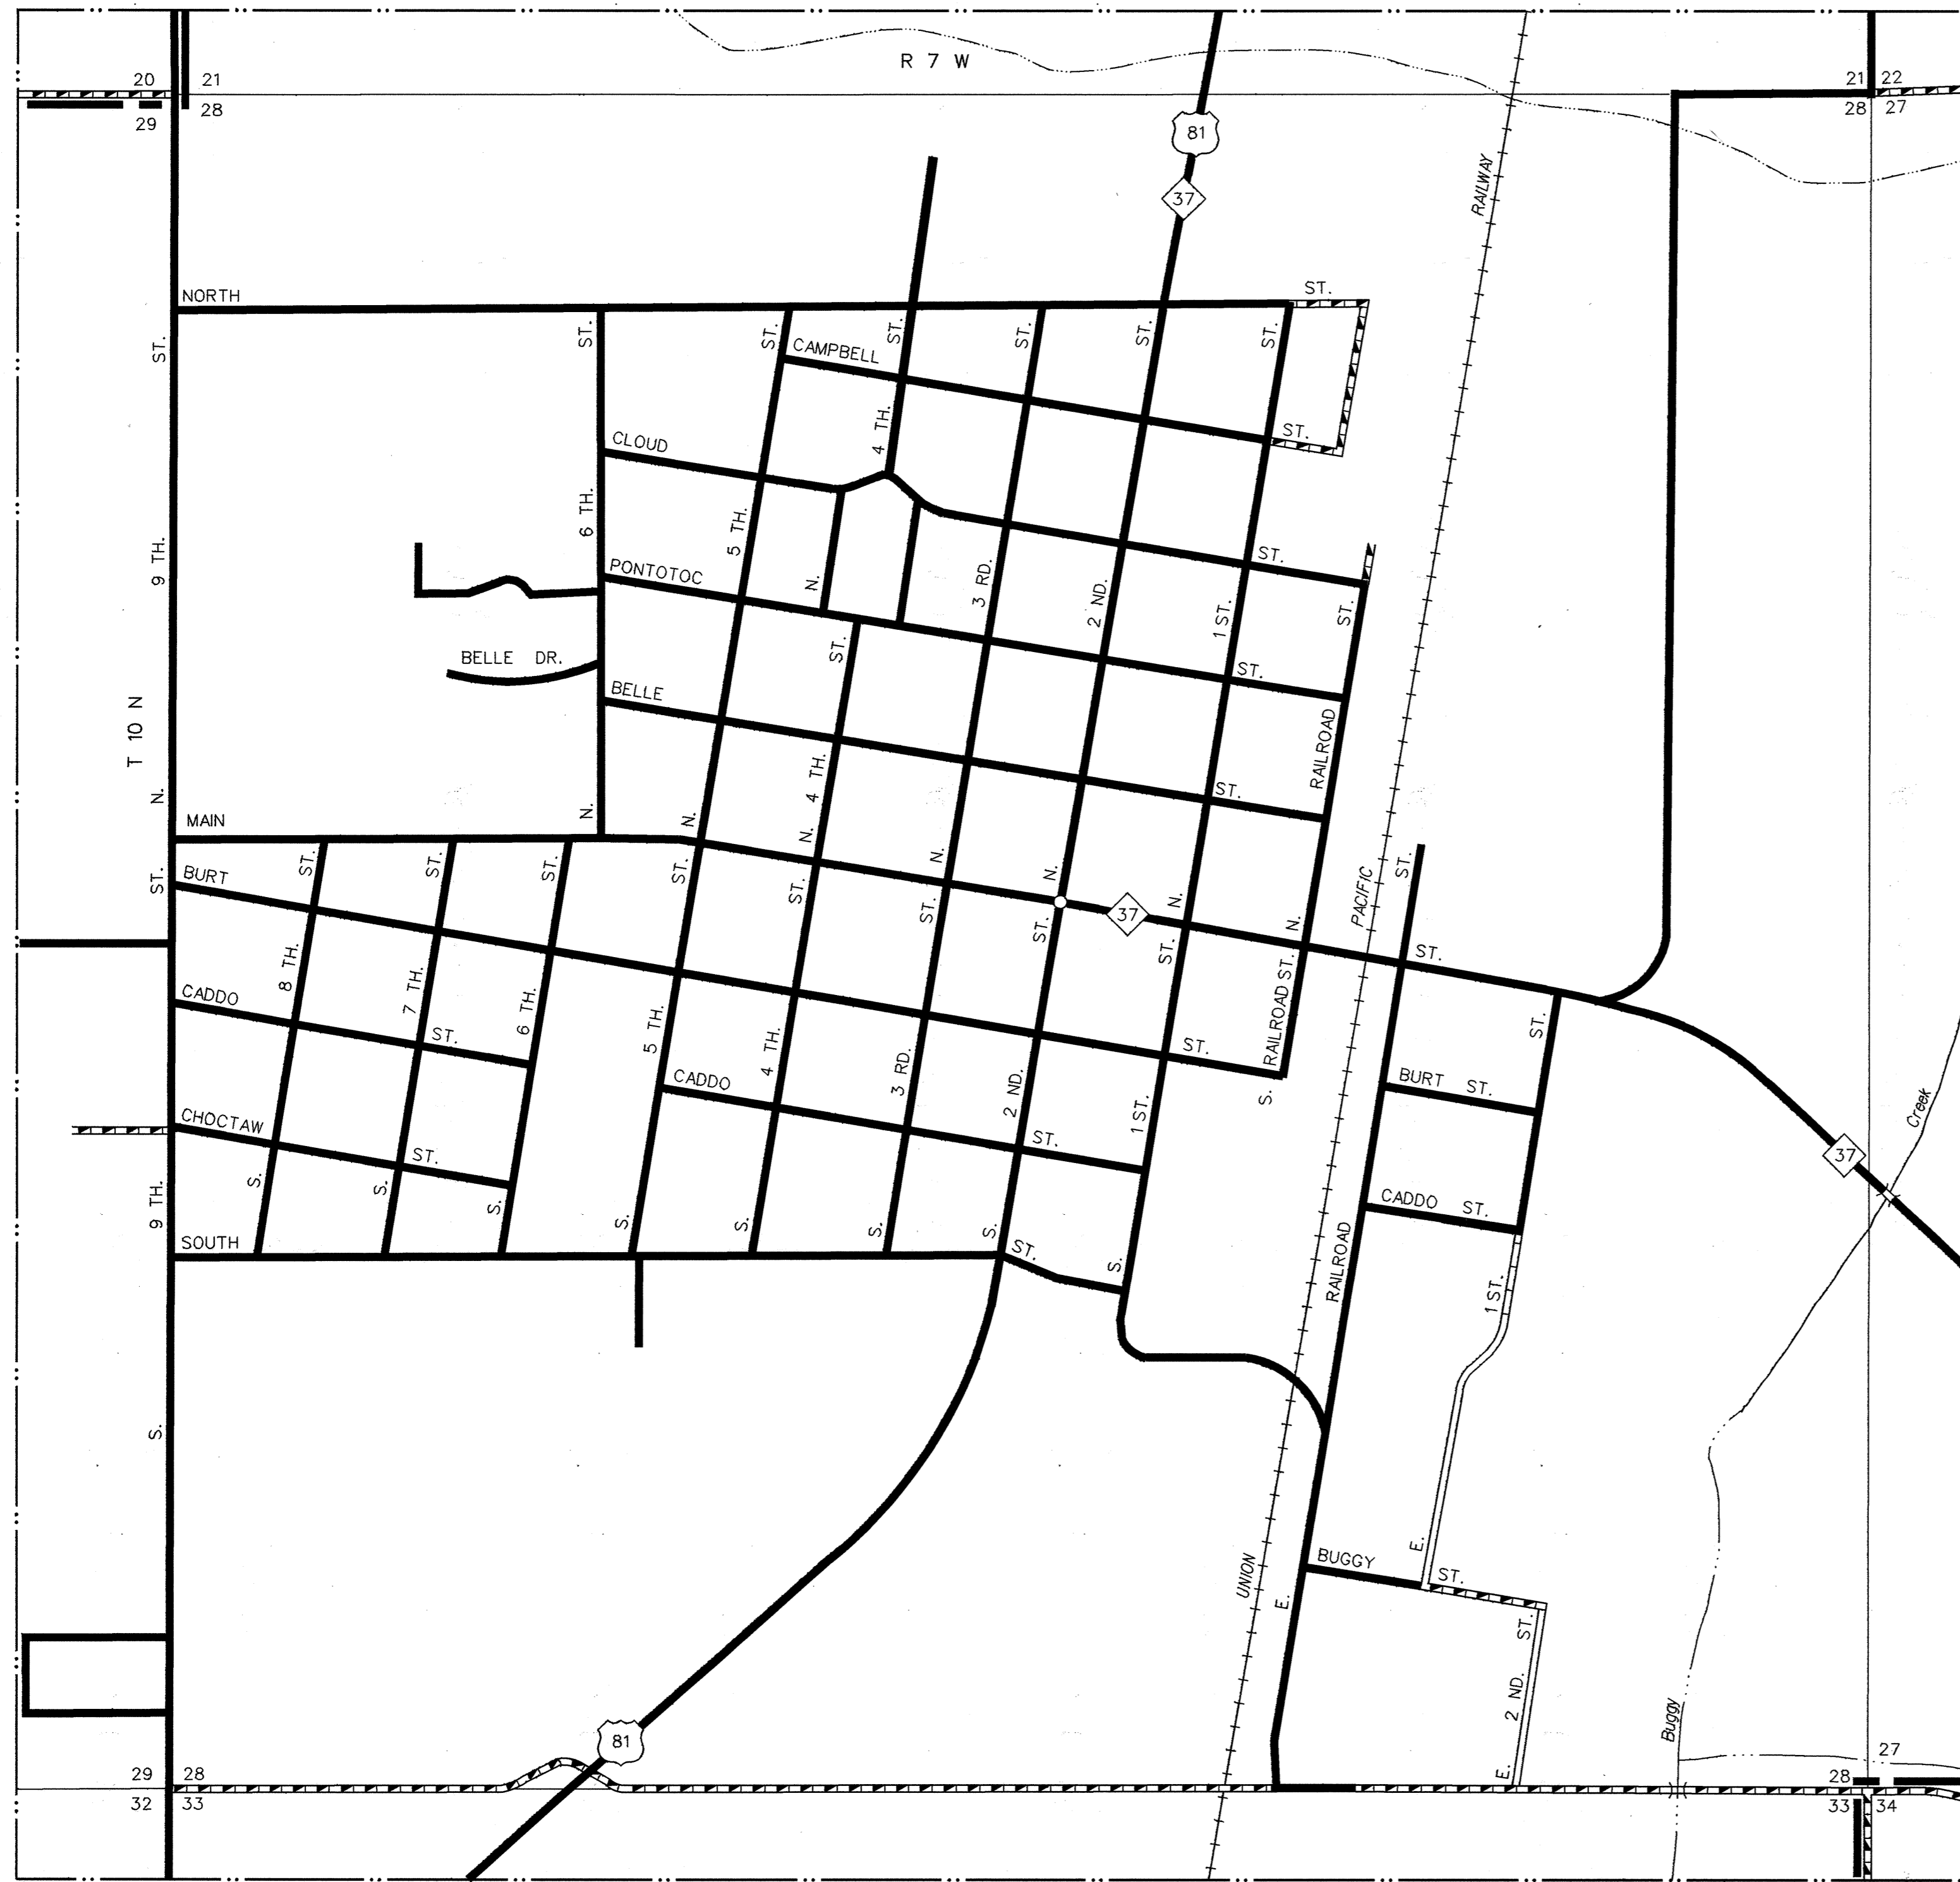 R 7 W
20 21
29 28
21 22
28 27
81
37
RAILWAY
NORTH ST.
ST.
ST.
ST.
ST.
ST.
ST.
ST.
CAMPBELL ST.
4 TH.
CLOUD ST.
9 TH.
6 TH.
5 TH.
N.
3 RD.
2 ND.
1 ST.
ST.
PONTOTOC ST.
ST.
BELLE DR.
BELLE ST.
T 10 N
4 TH.
RAILROAD
N.
N.
N.
N.
N.
N.
N.
N.
MAIN ST.
37
PACIFIC
ST.
ST.
ST.
ST.
ST.
ST.
ST.
ST.
ST.
ST.
BURT ST.
8 TH.
7 TH.
6 TH.
5 TH.
4 TH.
3 RD.
2 ND.
1 ST.
S. RAILROAD ST.
ST.
CADDO ST.
CADDO ST.
BURT ST.
CADDO ST.
CHOCTAW ST.
9 TH.
S.
S.
S.
S.
S.
S.
S.
S.
S.
SOUTH ST.
RAILROAD
1 ST.
37
Creek
E.
UNION
BUGGY ST.
E.
ST.
2 ND.
E.
Buggy
81
29 28
32 33
27
28
33 34